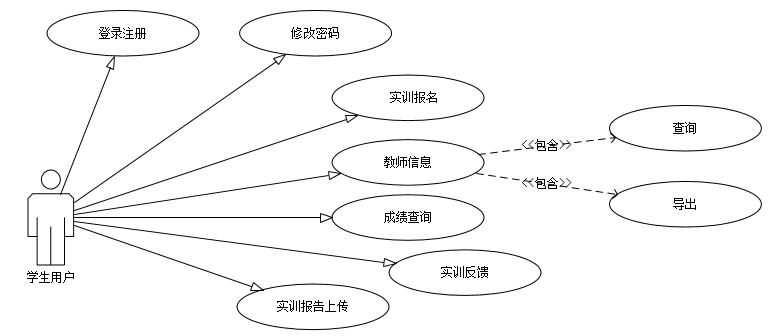 登录注册
修改密码
实训报名
查询
<<包含>>
教师信息
<<包含>>
导出
成绩查询
实训反馈
学生用户
实训报告上传